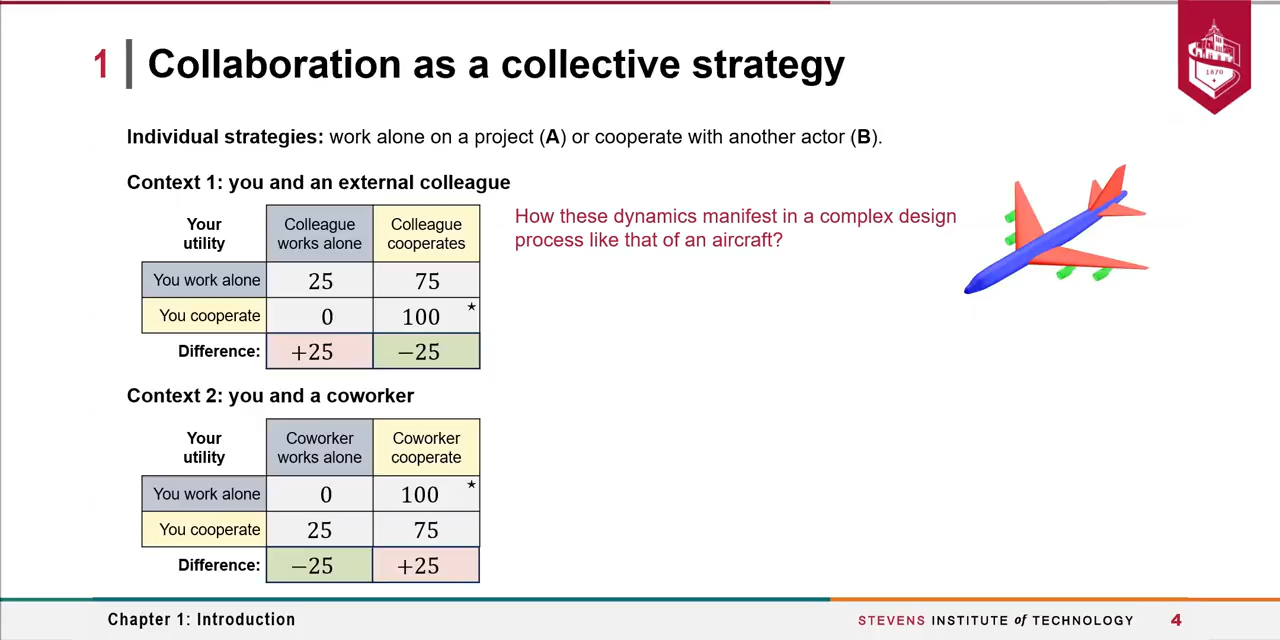 1 Collaboration as a collective strategy
Individual strategies: work alone on a project (A) or cooperate with another actor (B).
Context 1: you and an external colleague
Your utility Colleague works alone Colleague cooperates
You work alone 25 75
You cooperate 0 100 ★
Difference: +25 −25
How these dynamics manifest in a complex design
process like that of an aircraft?
Context 2: you and a coworker
Your utility Coworker works alone Coworker cooperate
You work alone 0 100 ★
You cooperate 25 75
Difference: −25 +25
1870
Chapter 1: Introduction
STEVENS INSTITUTE of TECHNOLOGY 4